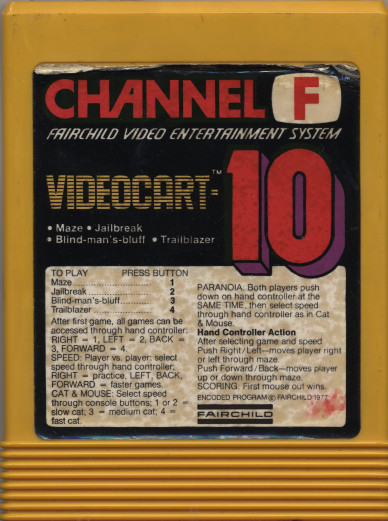 CHANNEL F
FAIRCHILD VIDEO ENTERTAINMENT SYSTEM
VIDEOCART-™ 10
• Maze • Jailbreak
• Blind-man's-bluff • Trailblazer
TO PLAY PRESS BUTTON
Maze 1
Jailbreak 2
Blind-man's-bluff 3
Trailblazer 4
After first game, all games can be
accessed through hand controller:
RIGHT = 1, LEFT = 2, BACK =
3, FORWARD = 4.
SPEED: Player vs. player: select
speed through hand controller;
RIGHT = practice, LEFT, BACK,
FORWARD = faster games.
CAT & MOUSE: Select speed
through console buttons; 1 or 2 =
slow cat; 3 = medium cat; 4 =
fast cat.
PARANOIA. Both players push
down on hand controller at the
SAME TIME, then select speed
through hand controller as in Cat
& Mouse.
Hand Controller Action
After selecting game and speed
Push Right/Left—moves player right
or left through maze.
Push Forward/Back—moves player
up or down through maze.
SCORING: First mouse out wins.
ENCODED PROGRAM © FAIRCHILD 1977
FAIRCHILD